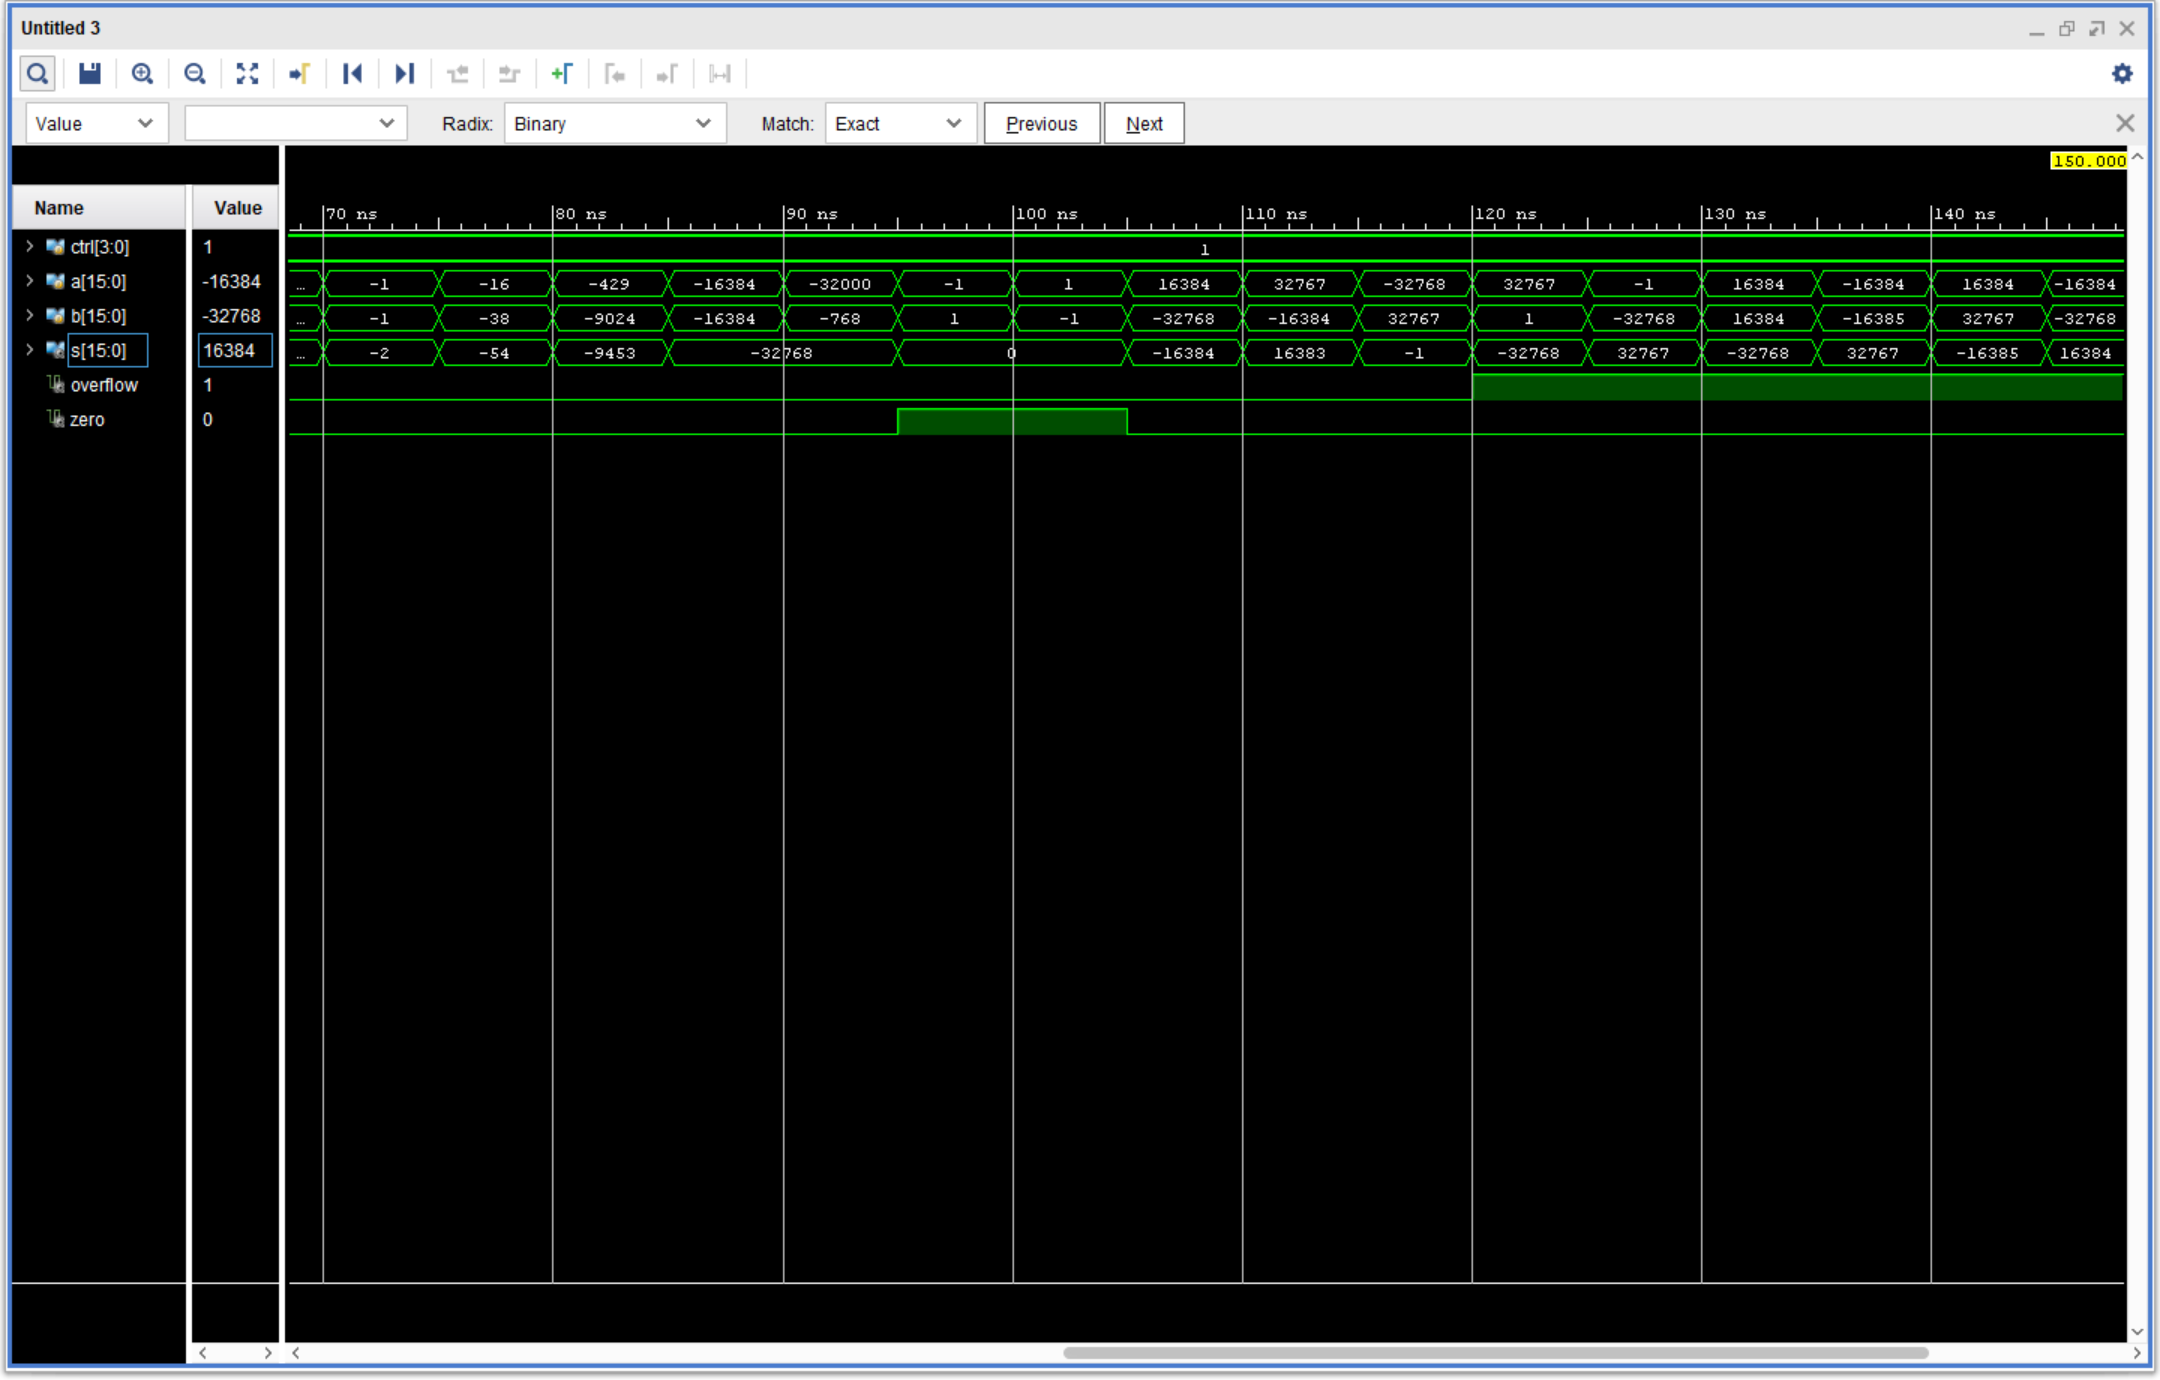 Untitled 3
Value Radix: Binary Match: Exact Previous Next
150.000
Name Value
70 ns 80 ns 90 ns 100 ns 110 ns 120 ns 130 ns 140 ns
ctrl[3:0] 1 1
a[15:0] -16384 ... -1 -16 -429 -16384 -32000 -1 1 16384 32767 -32768 32767 -1 16384 -16384 16384 -16384
b[15:0] -32768 ... -1 -38 -9024 -16384 -768 1 -1 -32768 -16384 32767 1 -32768 16384 -16385 32767 -32768
s[15:0] 16384 ... -2 -54 -9453 -32768 0 -16384 16383 -1 -32768 32767 -32768 32767 -16385 16384
overflow 1
zero 0